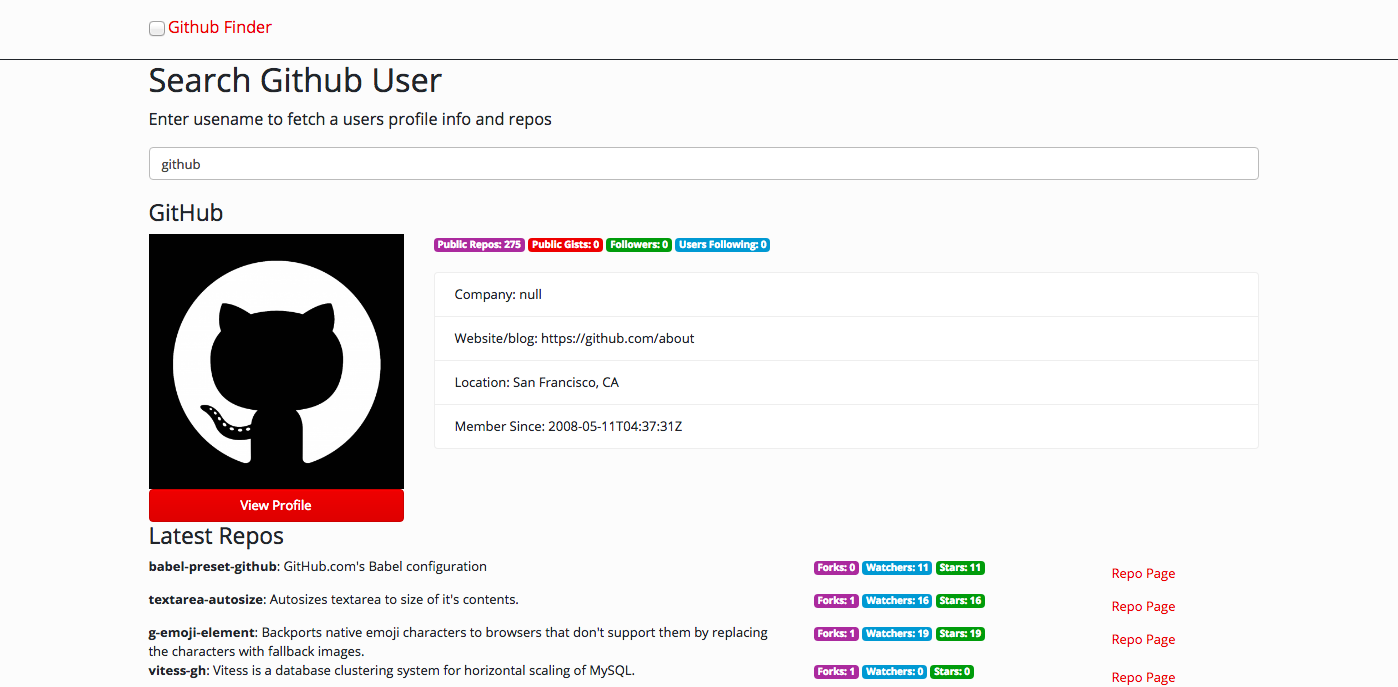 Github Finder
Search Github User
Enter usename to fetch a users profile info and repos
github
GitHub
Public Repos: 275 Public Gists: 0 Followers: 0 Users Following: 0
Company: null
Website/blog: https://github.com/about
Location: San Francisco, CA
Member Since: 2008-05-11T04:37:31Z
View Profile
Latest Repos
babel-preset-github: GitHub.com's Babel configuration Forks: 0 Watchers: 11 Stars: 11 Repo Page
textarea-autosize: Autosizes textarea to size of it's contents. Forks: 1 Watchers: 16 Stars: 16 Repo Page
g-emoji-element: Backports native emoji characters to browsers that don't support them by replacing Forks: 1 Watchers: 19 Stars: 19 Repo Page
the characters with fallback images.
vitess-gh: Vitess is a database clustering system for horizontal scaling of MySQL. Forks: 1 Watchers: 0 Stars: 0 Repo Page